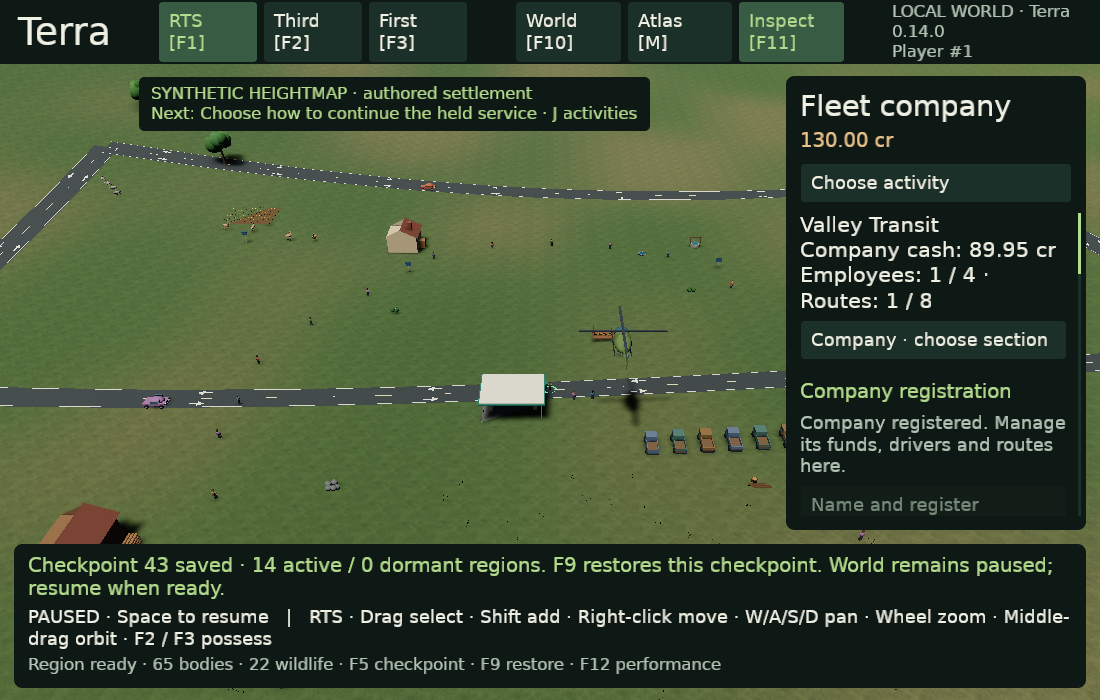 Terra
RTS
[F1]
Third
[F2]
First
[F3]
World
[F10]
Atlas
[M]
Inspect
[F11]
LOCAL WORLD · Terra
0.14.0
Player #1
SYNTHETIC HEIGHTMAP · authored settlement
Next: Choose how to continue the held service · J activities
Fleet company
130.00 cr
Choose activity
Valley Transit
Company cash: 89.95 cr
Employees: 1 / 4 ·
Routes: 1 / 8
Company · choose section
Company registration
Company registered. Manage
its funds, drivers and routes
here.
Name and register
Checkpoint 43 saved · 14 active / 0 dormant regions. F9 restores this checkpoint. World remains paused;
resume when ready.
PAUSED · Space to resume | RTS · Drag select · Shift add · Right-click move · W/A/S/D pan · Wheel zoom · Middle-
drag orbit · F2 / F3 possess
Region ready · 65 bodies · 22 wildlife · F5 checkpoint · F9 restore · F12 performance